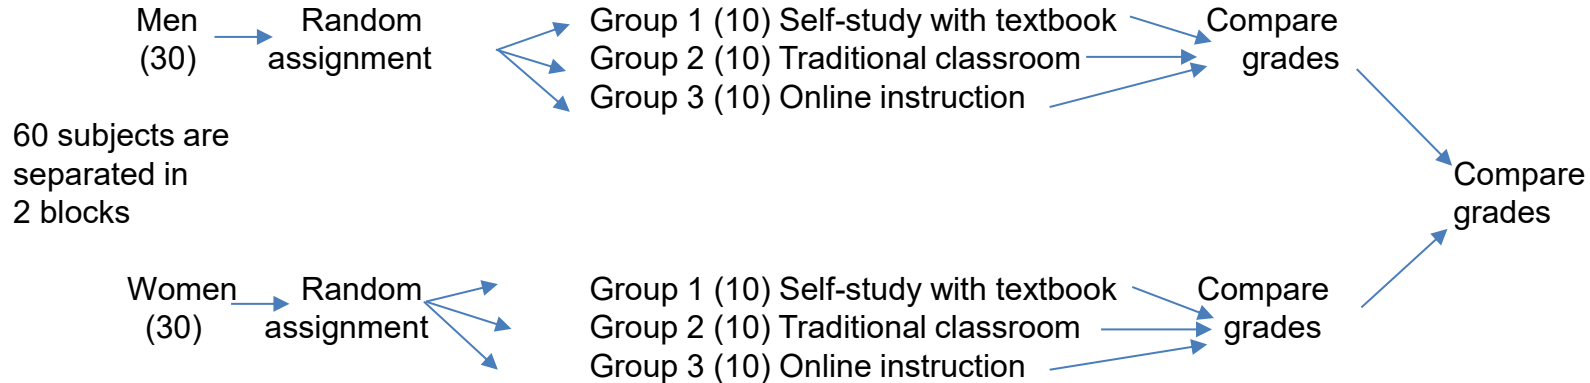 Men Random Group 1 (10) Self-study with textbook Compare
(30) assignment Group 2 (10) Traditional classroom grades
Group 3 (10) Online instruction
60 subjects are
separated in
2 blocks
Compare
grades
Women Random Group 1 (10) Self-study with textbook Compare
(30) assignment Group 2 (10) Traditional classroom grades
Group 3 (10) Online instruction